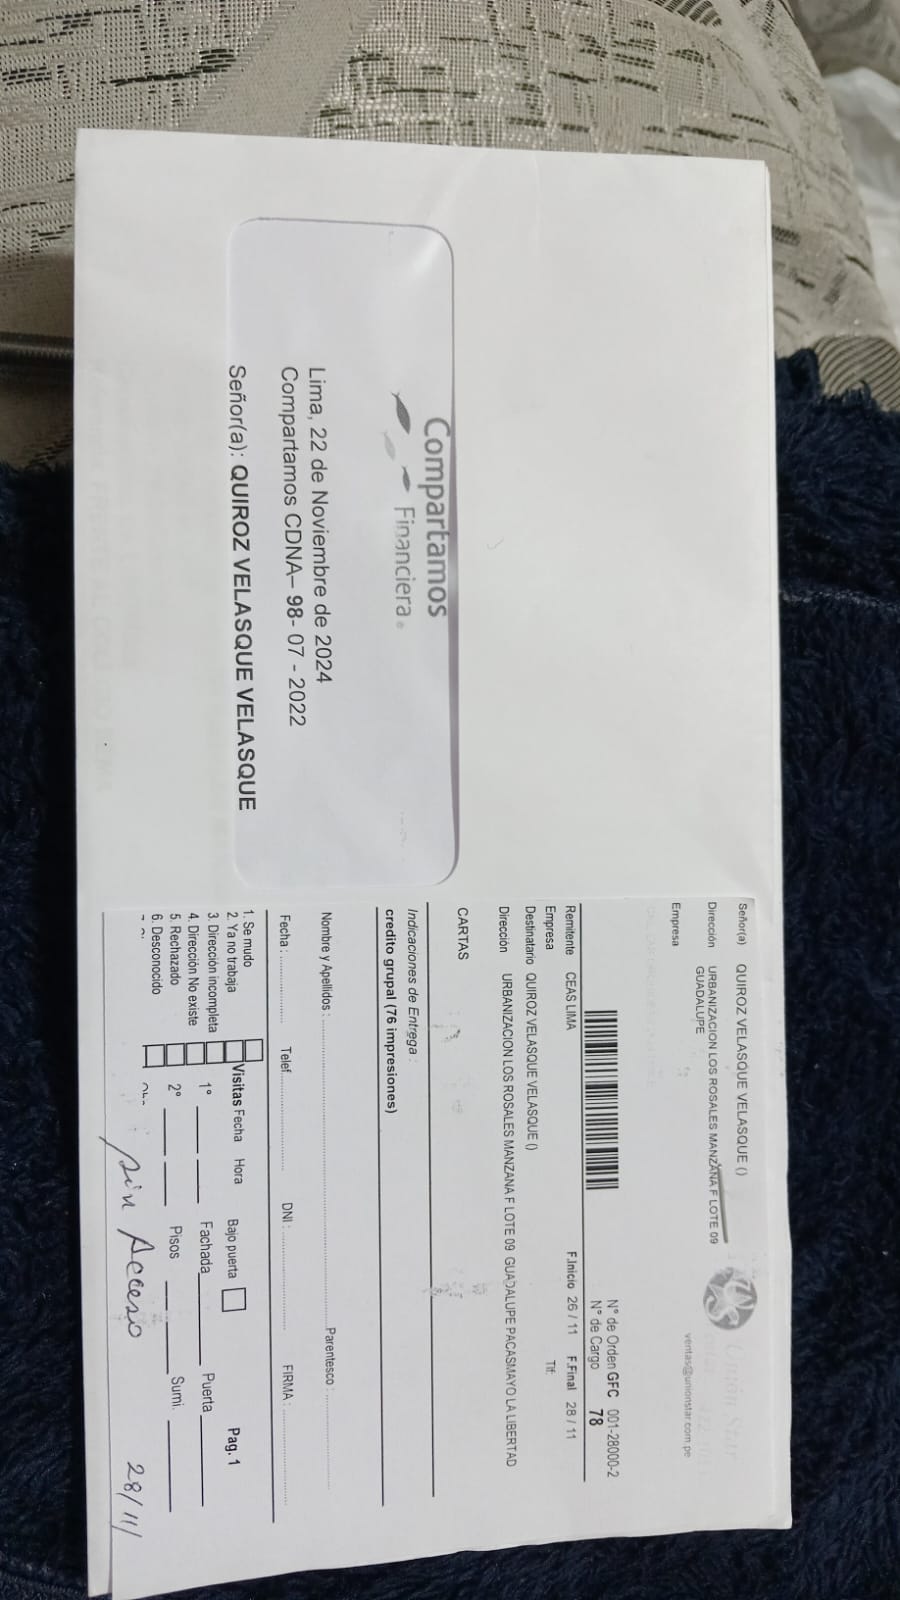 Compartamos
Financiera
Lima, 22 de Noviembre de 2024
Compartamos CDNA– 98- 07 - 2022
Señor(a): QUIROZ VELASQUE VELASQUE
Señor(a) QUIROZ VELASQUE VELASQUE ()
Dirección URBANIZACION LOS ROSALES MANZANA F LOTE 09
GUADALUPE
Empresa
Union Star
ventas@unionstar.com.pe
N° de Orden GFC 001-28000-2
N° de Cargo 78
Remitente CEAS LIMA F.Inicio 26 / 11 F.Final 28 / 11
Empresa Tlf:
Destinatario QUIROZ VELASQUE VELASQUE ()
Dirección URBANIZACION LOS ROSALES MANZANA F LOTE 09 GUADALUPE PACASMAYO LA LIBERTAD
CARTAS
Indicaciones de Entrega :
credito grupal (76 impresiones)
Nombre y Apellidos : Parentesco :
Fecha : Telef DNI : FIRMA :
1. Se mudo
2. Ya no trabaja Visitas Fecha Hora Bajo puerta Pag. 1
3. Dirección incompleta 1° Fachada Puerta
4. Dirección No existe
5. Rechazado 2° Pisos Sumi.
6. Desconocido
Sin Acceso 28/11/